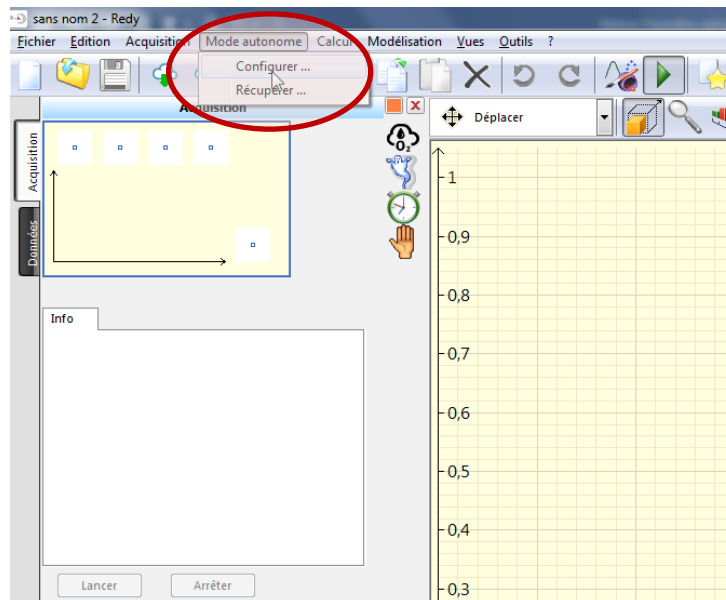 sans nom 2 - Redy
Fichier Edition Acquisition Mode autonome Calcul Modélisation Vues Outils ?
Configurer ...
Récupérer ...
Acquisition
Déplacer
O₂
Acquisition
Données
Info
Lancer Arrêter
1
0,9
0,8
0,7
0,6
0,5
0,4
0,3